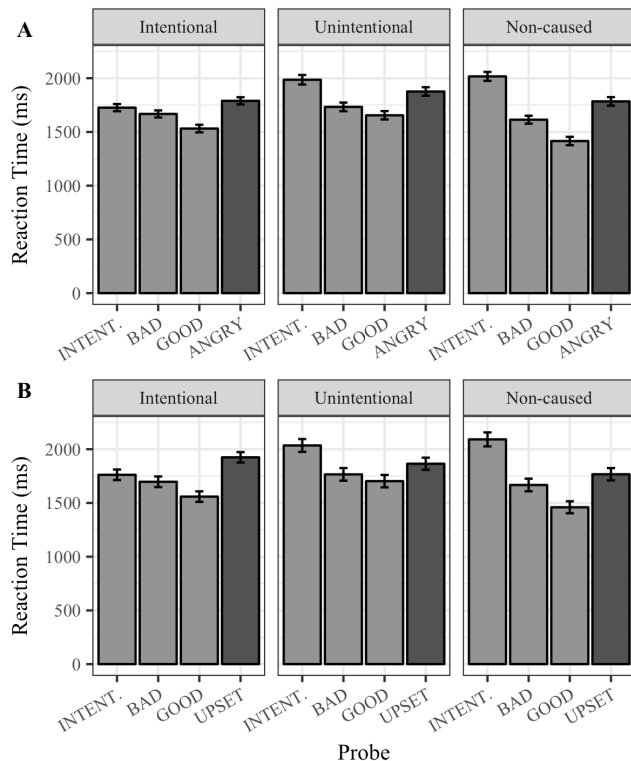 A
Intentional Unintentional Non-caused
Reaction Time (ms)
2000
1500
1000
500
0
INTENT. BAD GOOD ANGRY INTENT. BAD GOOD ANGRY INTENT. BAD GOOD ANGRY
B
Intentional Unintentional Non-caused
Reaction Time (ms)
2000
1500
1000
500
0
INTENT. BAD GOOD UPSET INTENT. BAD GOOD UPSET INTENT. BAD GOOD UPSET
Probe